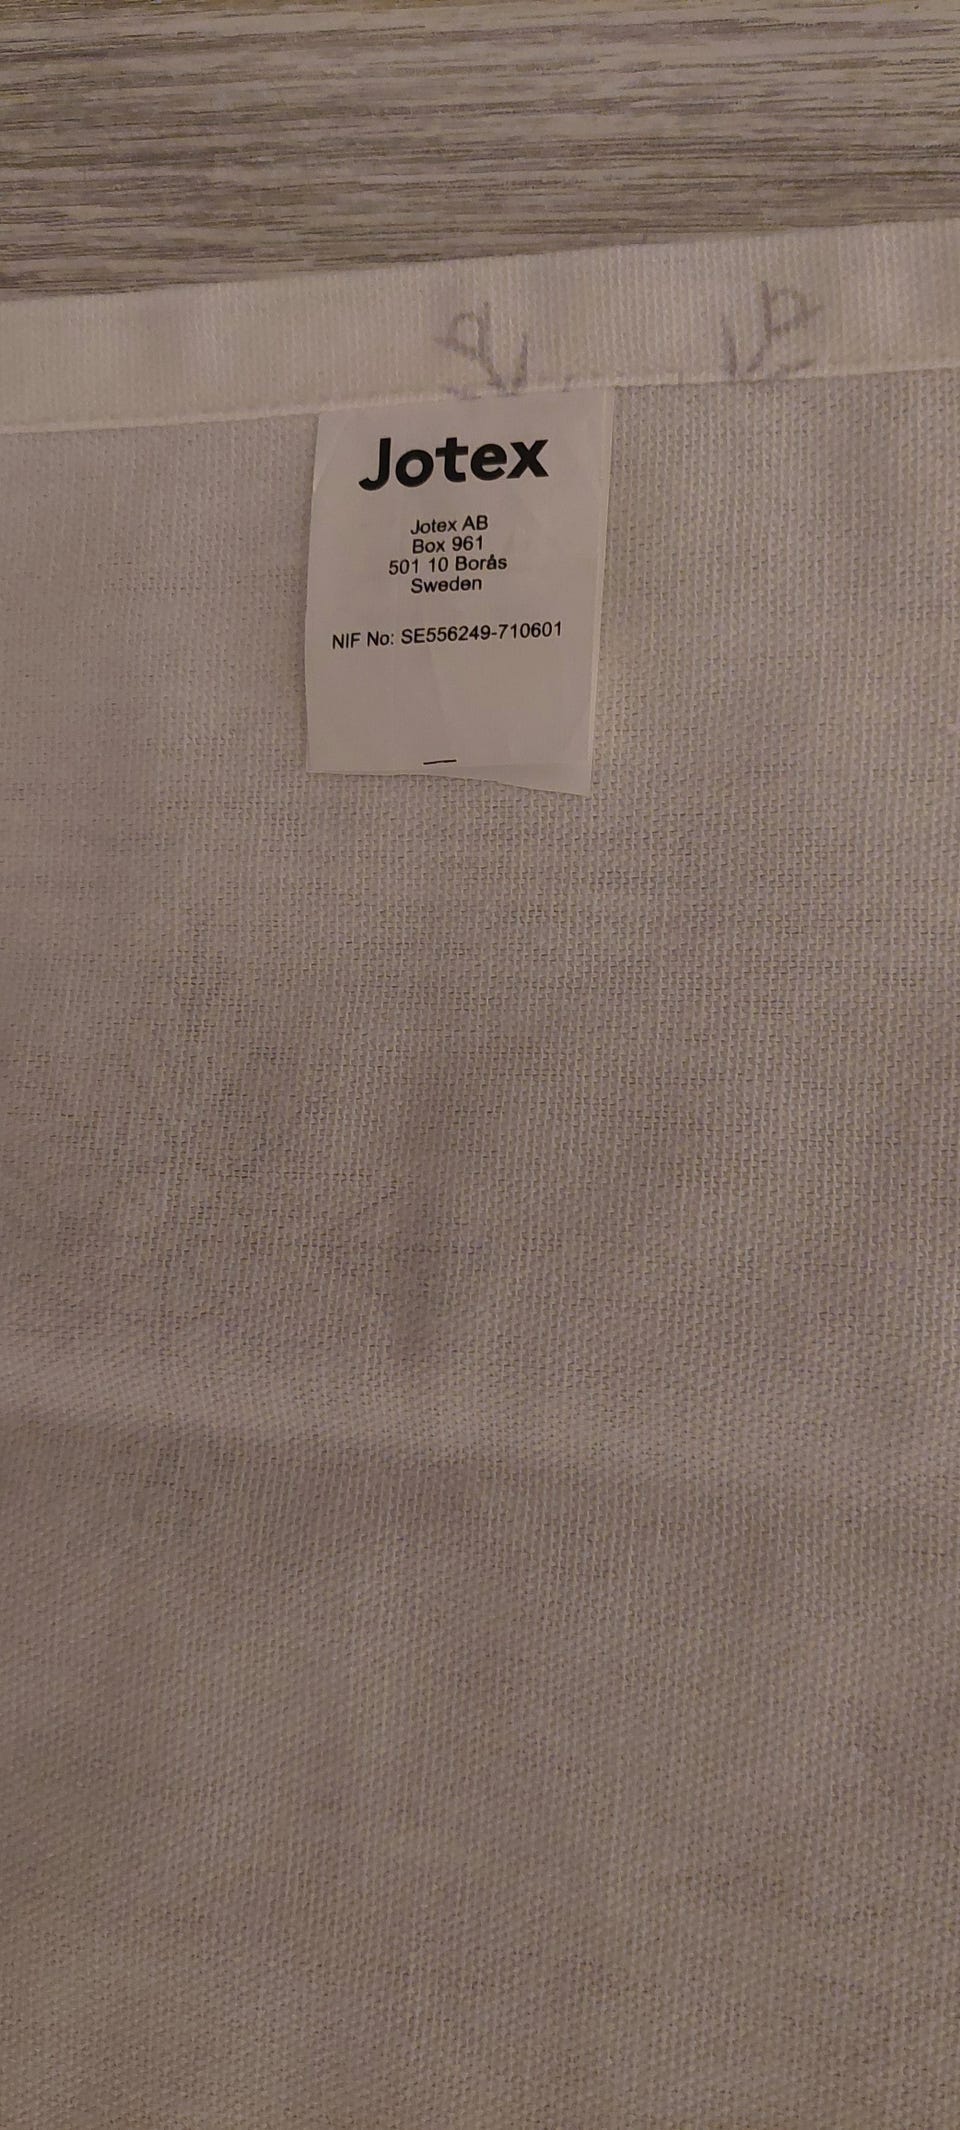 Jotex
Jotex AB
Box 961
501 10 Borås
Sweden
NIF No: SE556249-710601